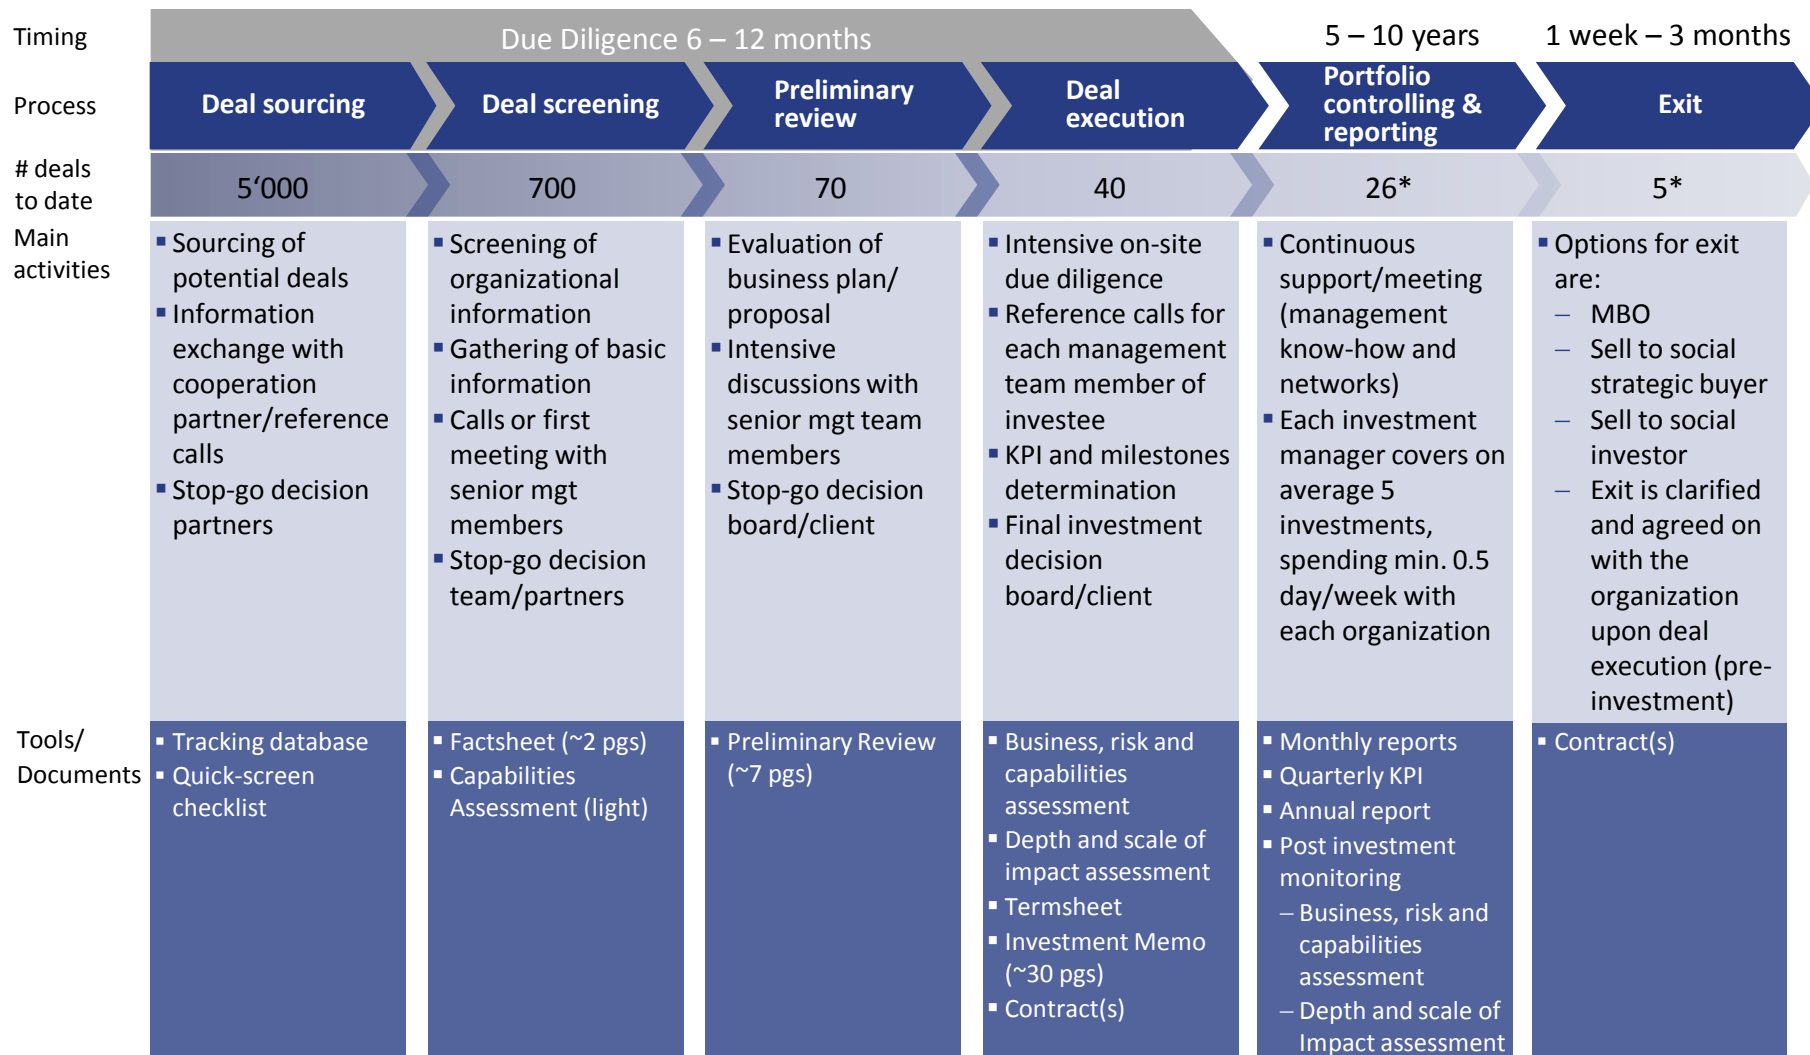 Timing
Due Diligence 6 – 12 months
5 – 10 years
1 week – 3 months
Process
Deal sourcing
Deal screening
Preliminary
review
Deal
execution
Portfolio
controlling &
reporting
Exit
# deals
to date
5‘000
700
70
40
26*
5*
Main
activities
▪ Sourcing of
potential deals
▪ Information
exchange with
cooperation
partner/reference
calls
▪ Stop-go decision
partners
▪ Screening of
organizational
information
▪ Gathering of basic
information
▪ Calls or first
meeting with
senior mgt
members
▪ Stop-go decision
team/partners
▪ Evaluation of
business plan/
proposal
▪ Intensive
discussions with
senior mgt team
members
▪ Stop-go decision
board/client
▪ Intensive on-site
due diligence
▪ Reference calls for
each management
team member of
investee
▪ KPI and milestones
determination
▪ Final investment
decision
board/client
▪ Continuous
support/meeting
(management
know-how and
networks)
▪ Each investment
manager covers on
average 5
investments,
spending min. 0.5
day/week with
each organization
▪ Options for exit
are:
– MBO
– Sell to social
strategic buyer
– Sell to social
investor
– Exit is clarified
and agreed on
with the
organization
upon deal
execution (pre-
investment)
Tools/
Documents
▪ Tracking database
▪ Quick-screen
checklist
▪ Factsheet (~2 pgs)
▪ Capabilities
Assessment (light)
▪ Preliminary Review
(~7 pgs)
▪ Business, risk and
capabilities
assessment
▪ Depth and scale of
impact assessment
▪ Termsheet
▪ Investment Memo
(~30 pgs)
▪ Contract(s)
▪ Monthly reports
▪ Quarterly KPI
▪ Annual report
▪ Post investment
monitoring
– Business, risk and
capabilities
assessment
– Depth and scale of
Impact assessment
▪ Contract(s)